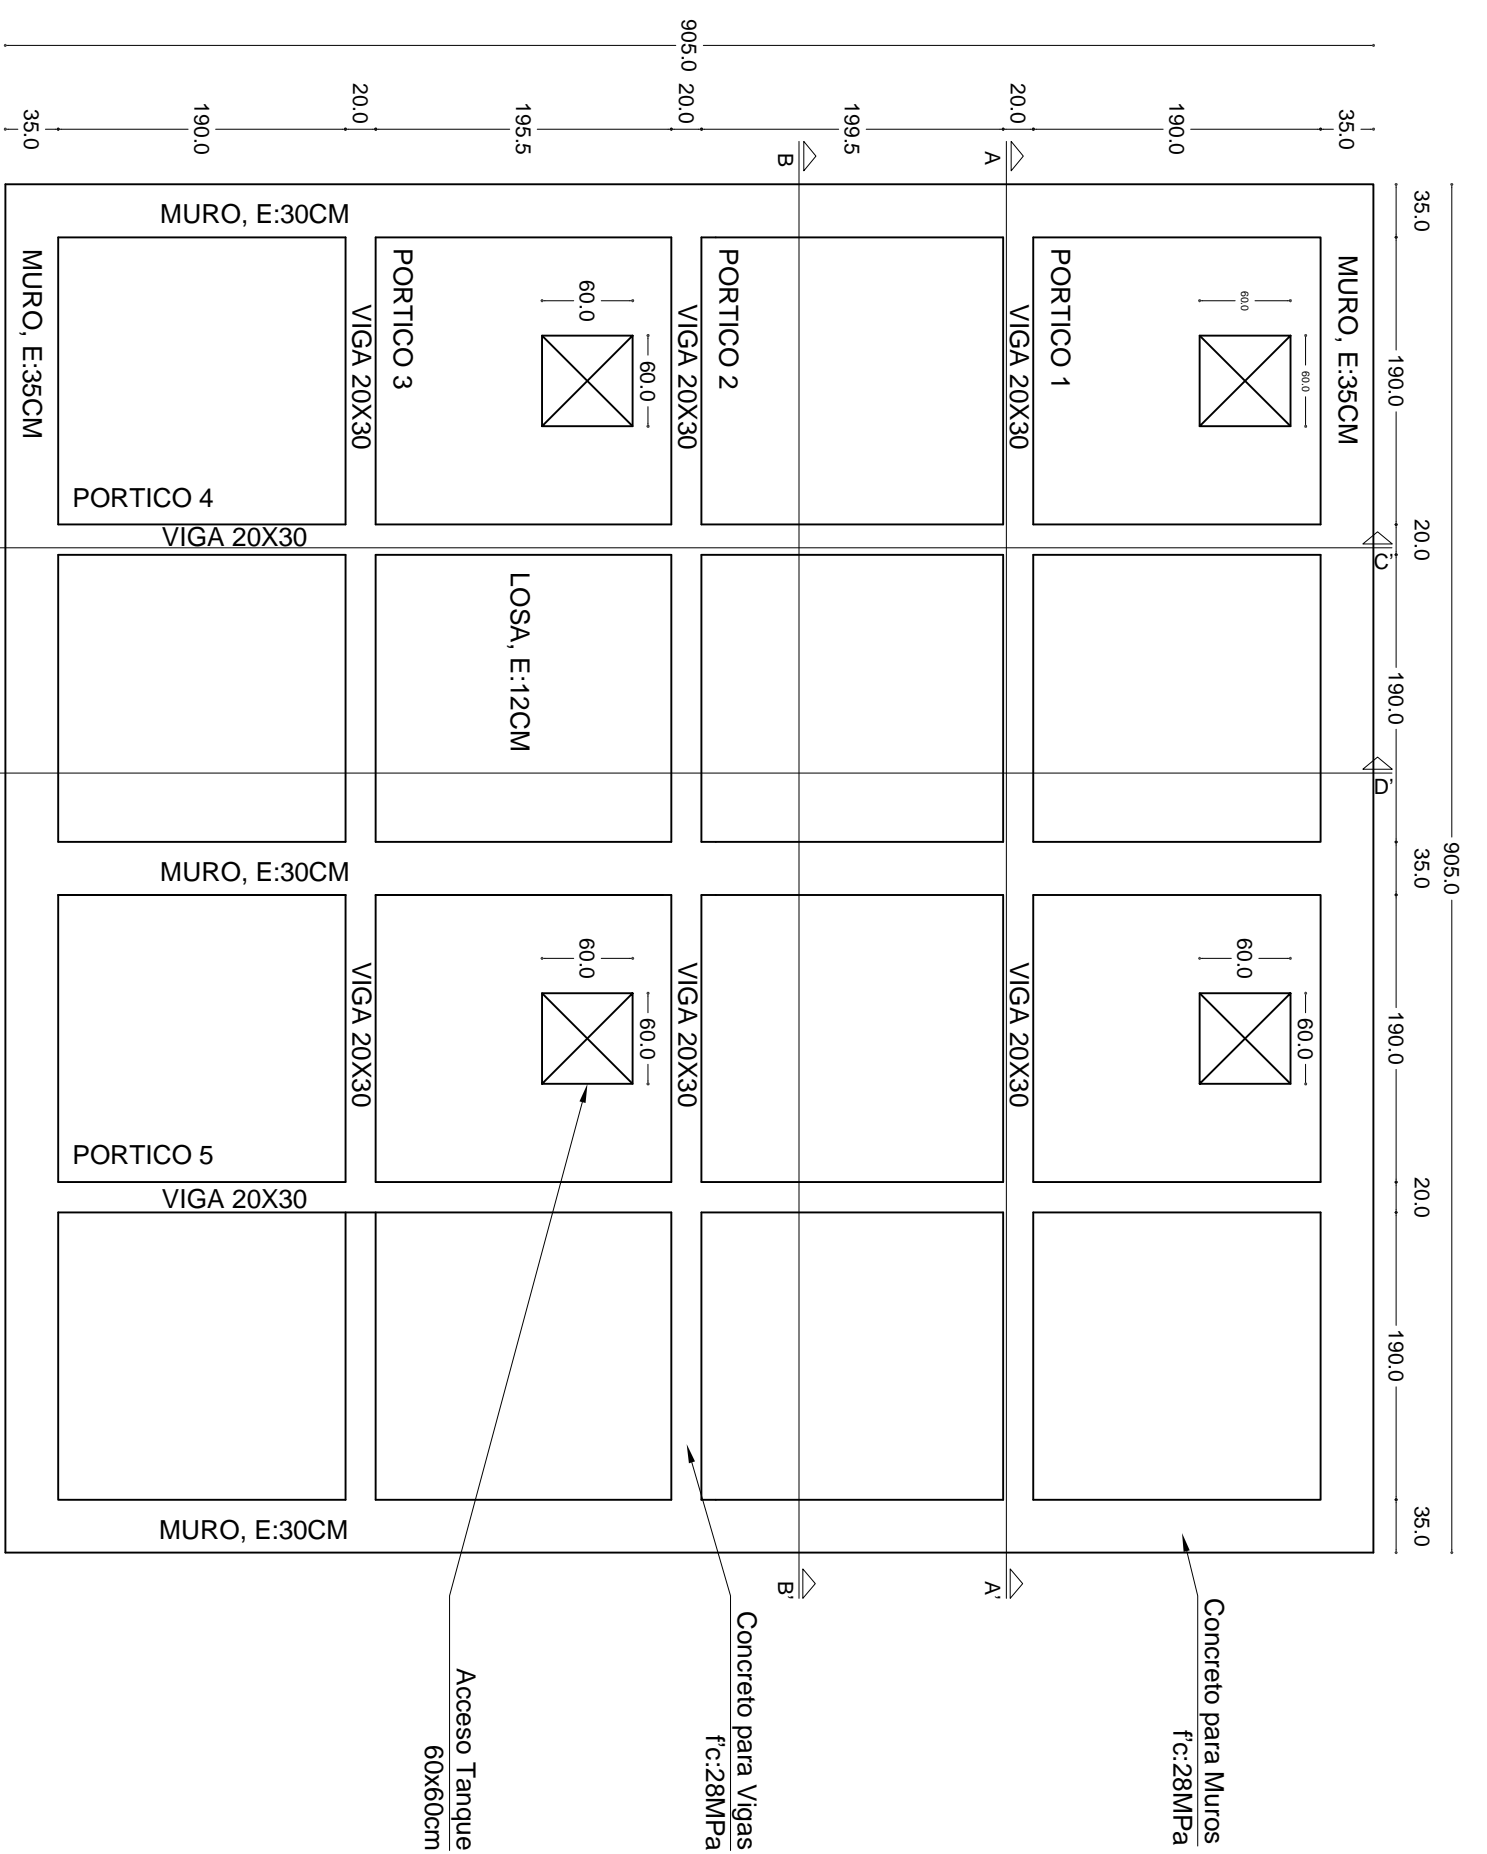 905.0
35.0
190.0
20.0
195.5
20.0
199.5
20.0
190.0
35.0
B
A
35.0
190.0
20.0
190.0
35.0
905.0
190.0
20.0
190.0
35.0
MURO, E:30CM
MURO, E:35CM
PORTICO 3
VIGA 20X30
60.0
60.0
PORTICO 2
VIGA 20X30
PORTICO 1
VIGA 20X30
60.0
60.0
MURO, E:35CM
PORTICO 4
VIGA 20X30
C'
LOSA, E:12CM
D'
MURO, E:30CM
VIGA 20X30
60.0
60.0
VIGA 20X30
VIGA 20X30
60.0
60.0
PORTICO 5
VIGA 20X30
MURO, E:30CM
B'
A'
Concreto para Muros
f'c:28MPa
Concreto para Vigas
f'c:28MPa
Acceso Tanque
60x60cm